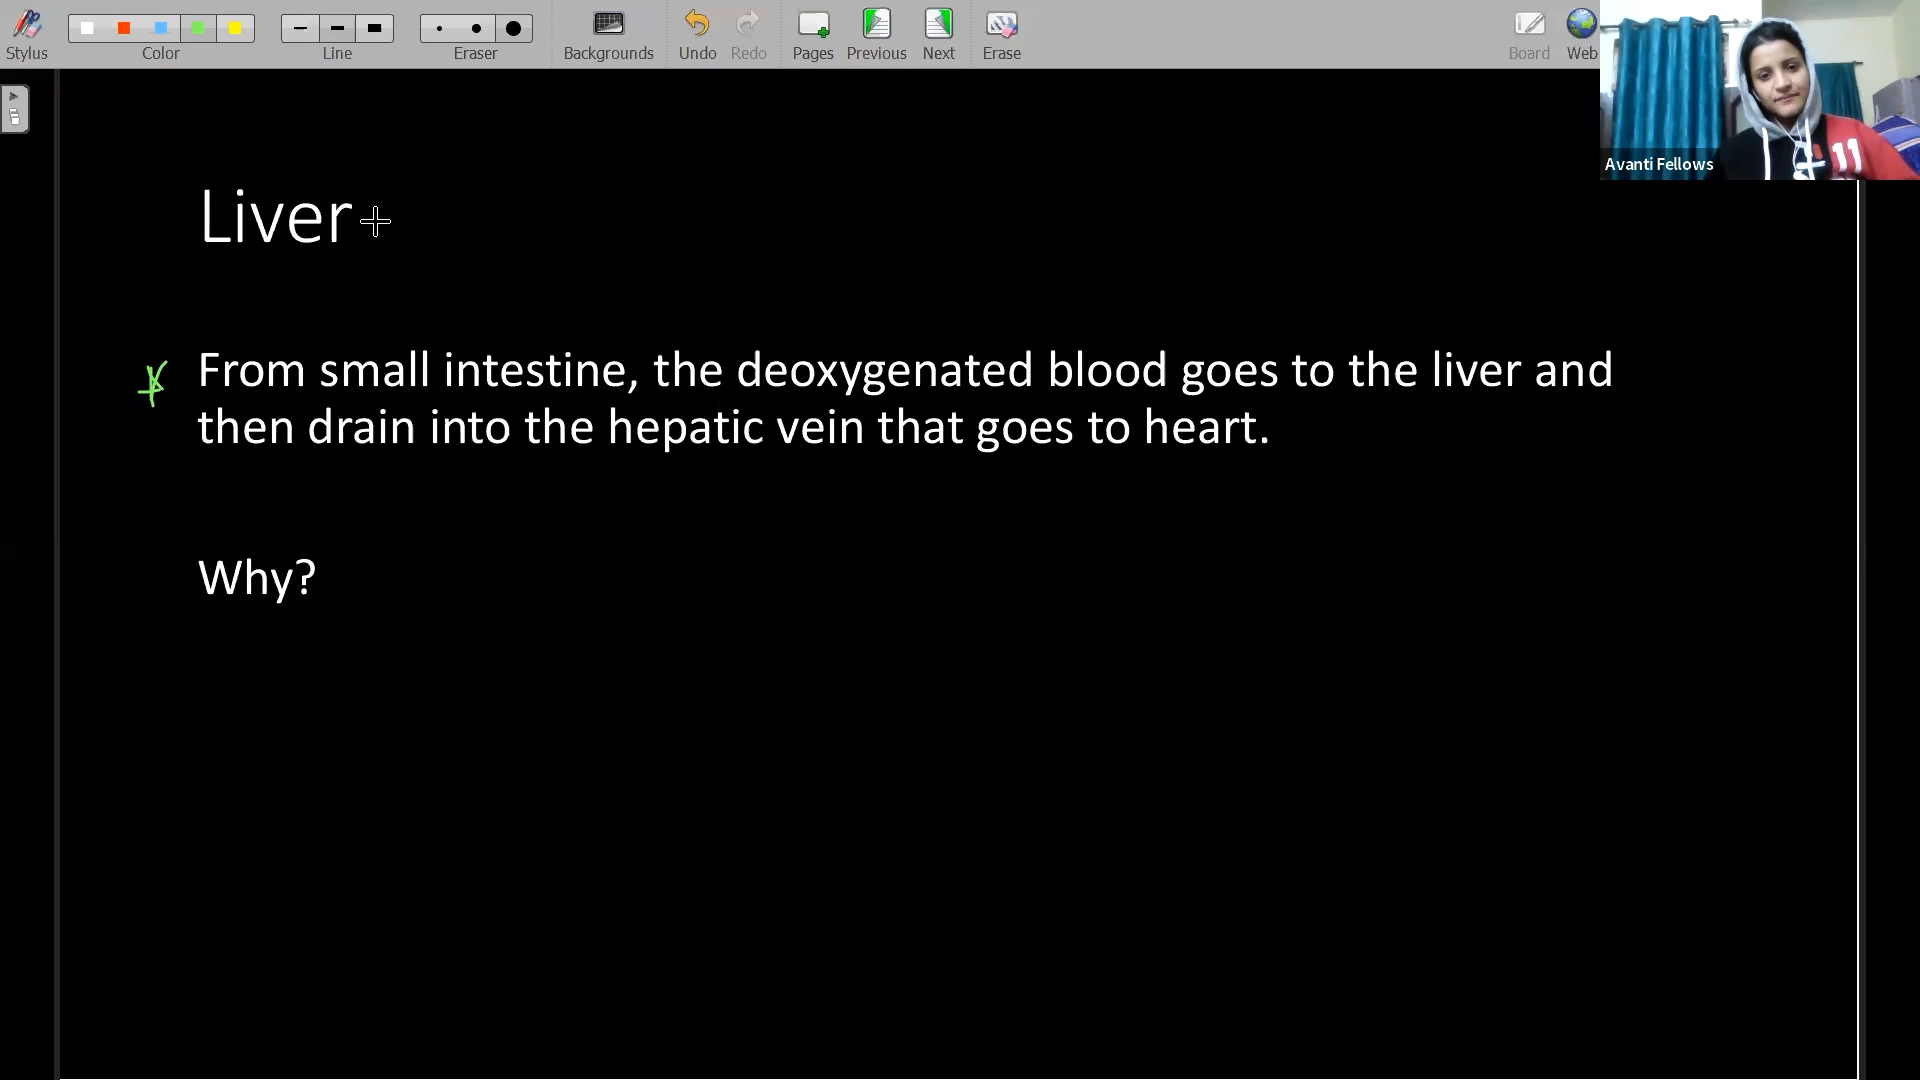 Stylus
Color
Line
Eraser
Backgrounds
Undo
Redo
Pages
Previous
Next
Erase
Board
Web
11
Avanti Fellows
Liver
From small intestine, the deoxygenated blood goes to the liver and
then drain into the hepatic vein that goes to heart.
Why?